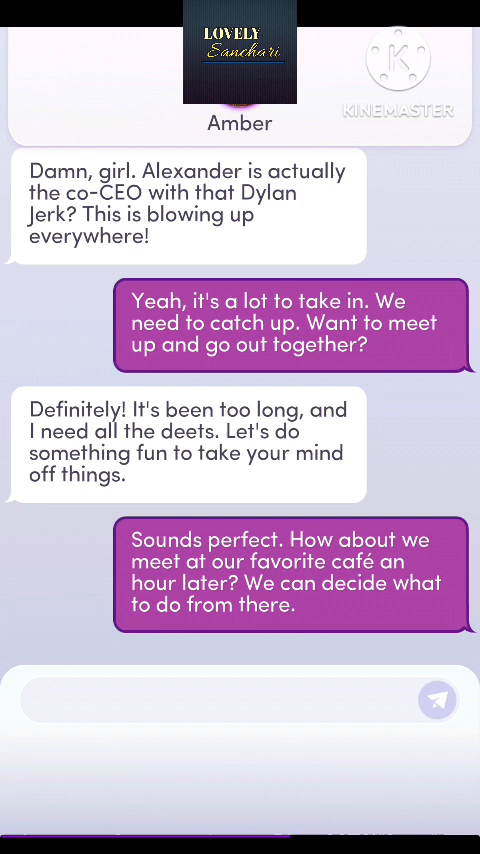 LOVELY
Sanchari
KINEMASTER
Amber
Damn, girl. Alexander is actually
the co-CEO with that Dylan
Jerk? This is blowing up
everywhere!
Yeah, it's a lot to take in. We
need to catch up. Want to meet
up and go out together?
Definitely! It's been too long, and
I need all the deets. Let's do
something fun to take your mind
off things.
Sounds perfect. How about we
meet at our favorite café an
hour later? We can decide what
to do from there.